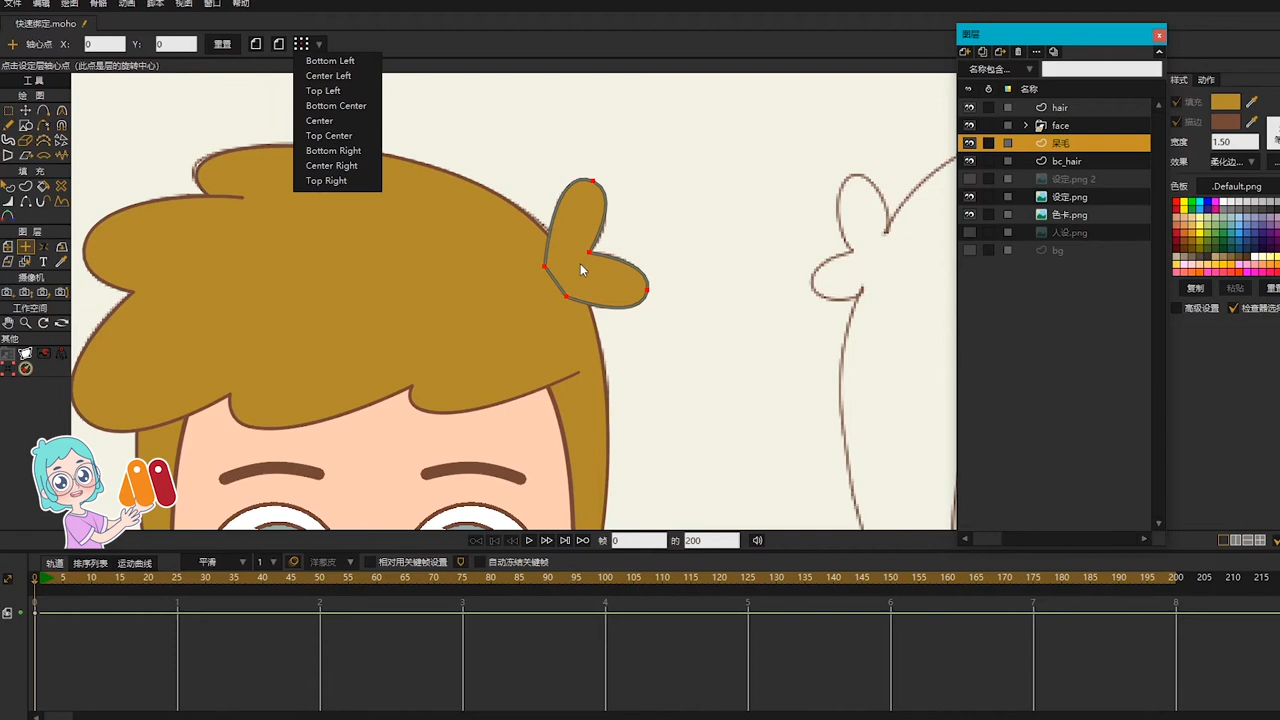 文件 编辑 绘图 骨骼 动画 脚本 视图 窗口 帮助
快速绑定.moho
轴心点 X: 0 Y: 0 重置
点击设定层轴心点（此点是层的旋转中心）
Bottom Left
Center Left
Top Left
Bottom Center
Center
Top Center
Bottom Right
Center Right
Top Right
工具
绘 图
填 充
图 层
摄像机
工作空间
其他
图层
名称包含...
名称
hair
face
呆毛
bc_hair
设定.png 2
设定.png
色卡.png
人设.png
bg
样式 动作
填充
描边
宽度 1.50
效果 柔化边...
色板 .Default.png
复制 粘贴 重置
高级设置 检查器选
帧 0 的 200
轨道 排序列表 运动曲线 平滑 1 洋葱皮 相对用关键帧设置 自动冻结关键帧
0 5 10 15 20 25 30 35 40 45 50 55 60 65 70 75 80 85 90 95 100 105 110 115 120 125 130 135 140 145 150 155 160 165 170 175 180 185 190 195 200 205 210 215
0 1 2 3 4 5 6 7 8